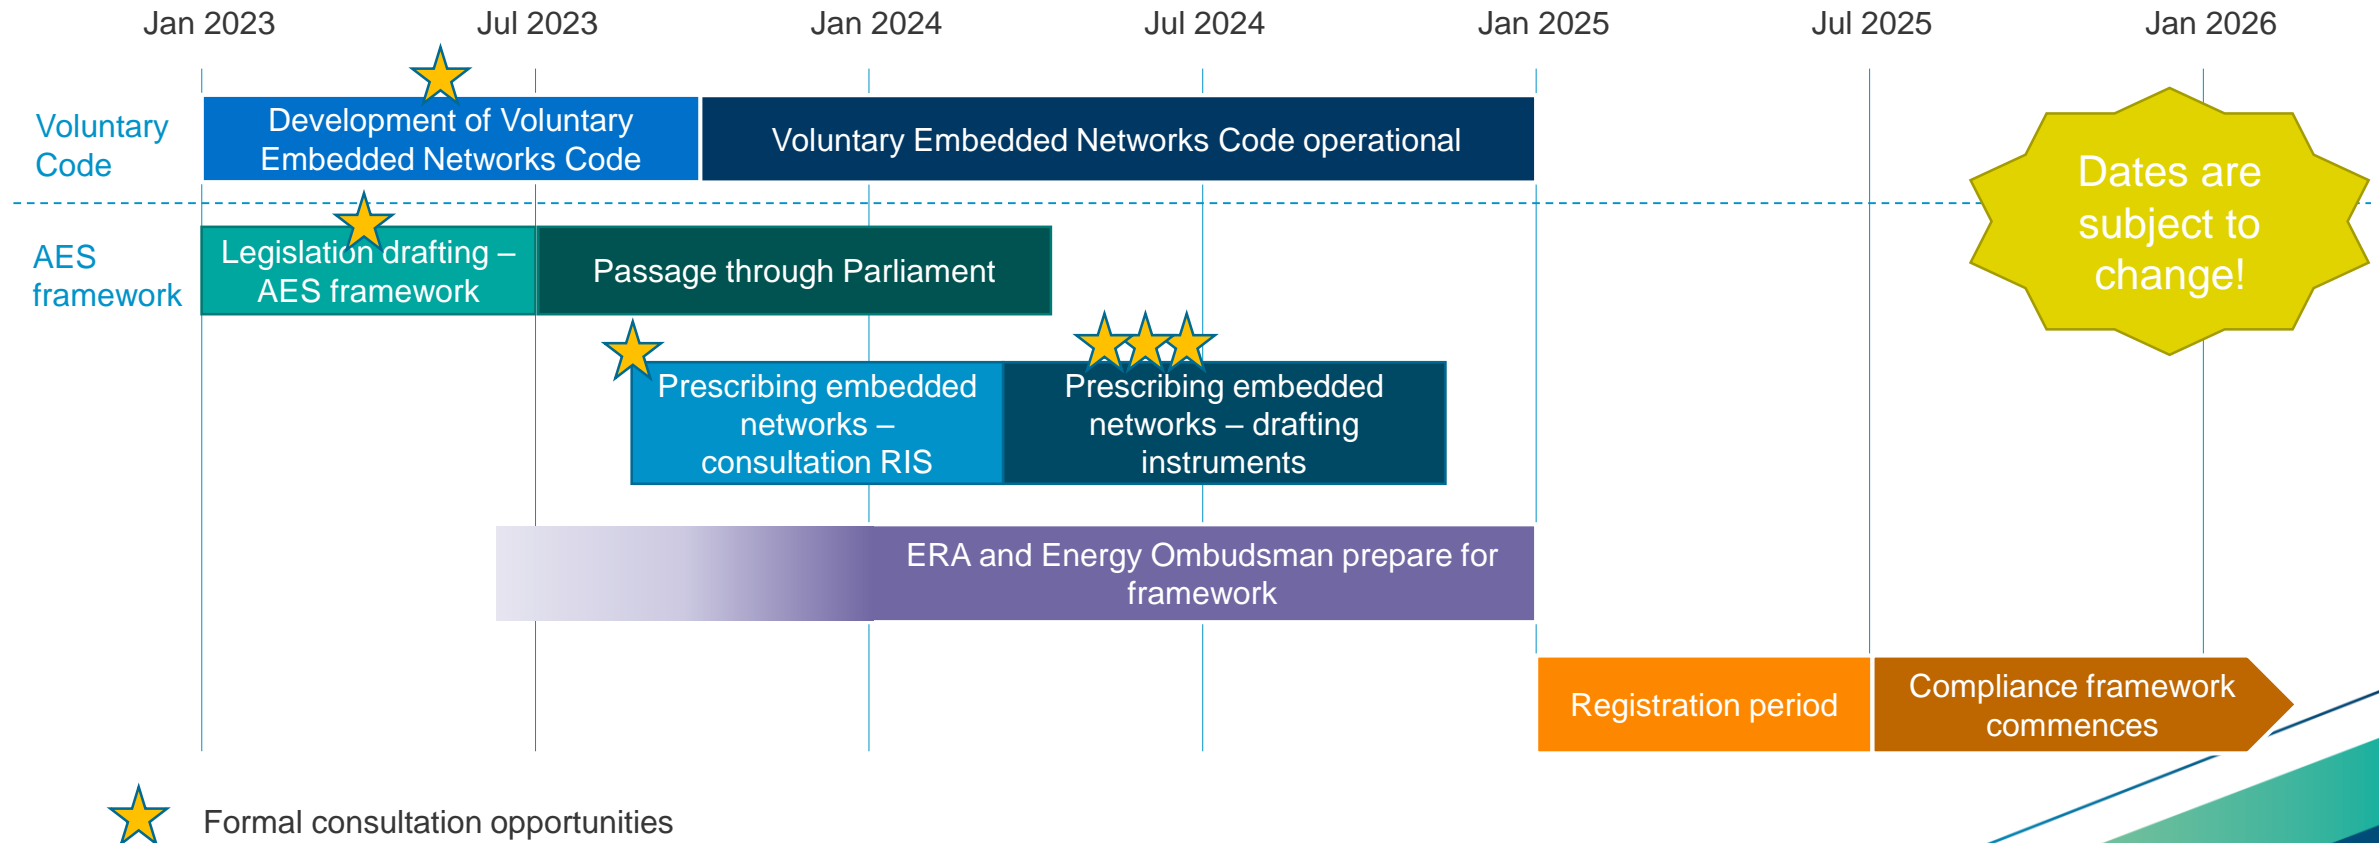 Jan 2023
Jul 2023
Jan 2024
Jul 2024
Jan 2025
Jul 2025
Jan 2026
Voluntary
Code
Development of Voluntary
Embedded Networks Code
Voluntary Embedded Networks Code operational
Dates are
subject to
change!
AES
framework
Legislation drafting –
AES framework
Passage through Parliament
Prescribing embedded
networks –
consultation RIS
Prescribing embedded
networks – drafting
instruments
ERA and Energy Ombudsman prepare for
framework
Registration period
Compliance framework
commences
Formal consultation opportunities